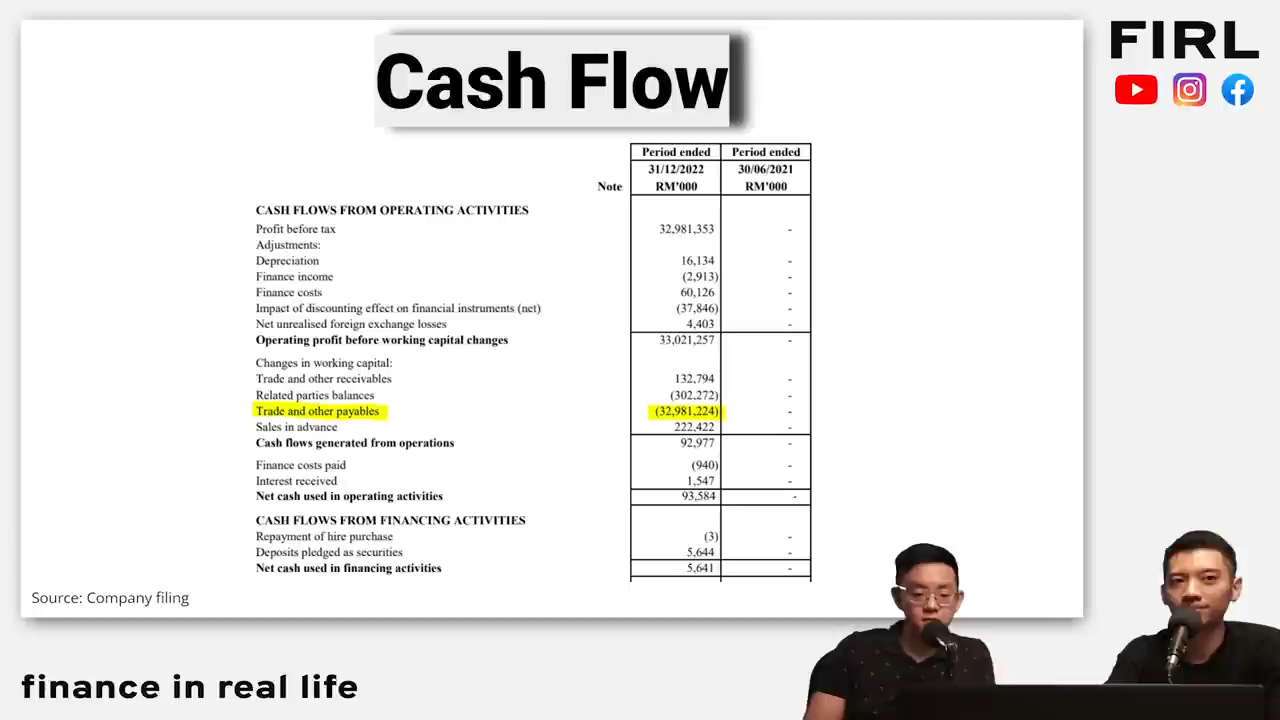 Cash Flow
FIRL
Period ended Period ended
31/12/2022 30/06/2021
Note RM'000 RM'000
CASH FLOWS FROM OPERATING ACTIVITIES
Profit before tax 32,981,353 -
Adjustments:
Depreciation 16,134 -
Finance income (2,913) -
Finance costs 60,126 -
Impact of discounting effect on financial instruments (net) (37,846) -
Net unrealised foreign exchange losses 4,403 -
Operating profit before working capital changes 33,021,257 -
Changes in working capital:
Trade and other receivables 132,794 -
Related parties balances (302,272) -
Trade and other payables (32,981,224) -
Sales in advance 222,422 -
Cash flows generated from operations 92,977 -
Finance costs paid (940) -
Interest received 1,547 -
Net cash used in operating activities 93,584 -
CASH FLOWS FROM FINANCING ACTIVITIES
Repayment of hire purchase (3) -
Deposits pledged as securities 5,644 -
Net cash used in financing activities 5,641 -
Source: Company filing
finance in real life